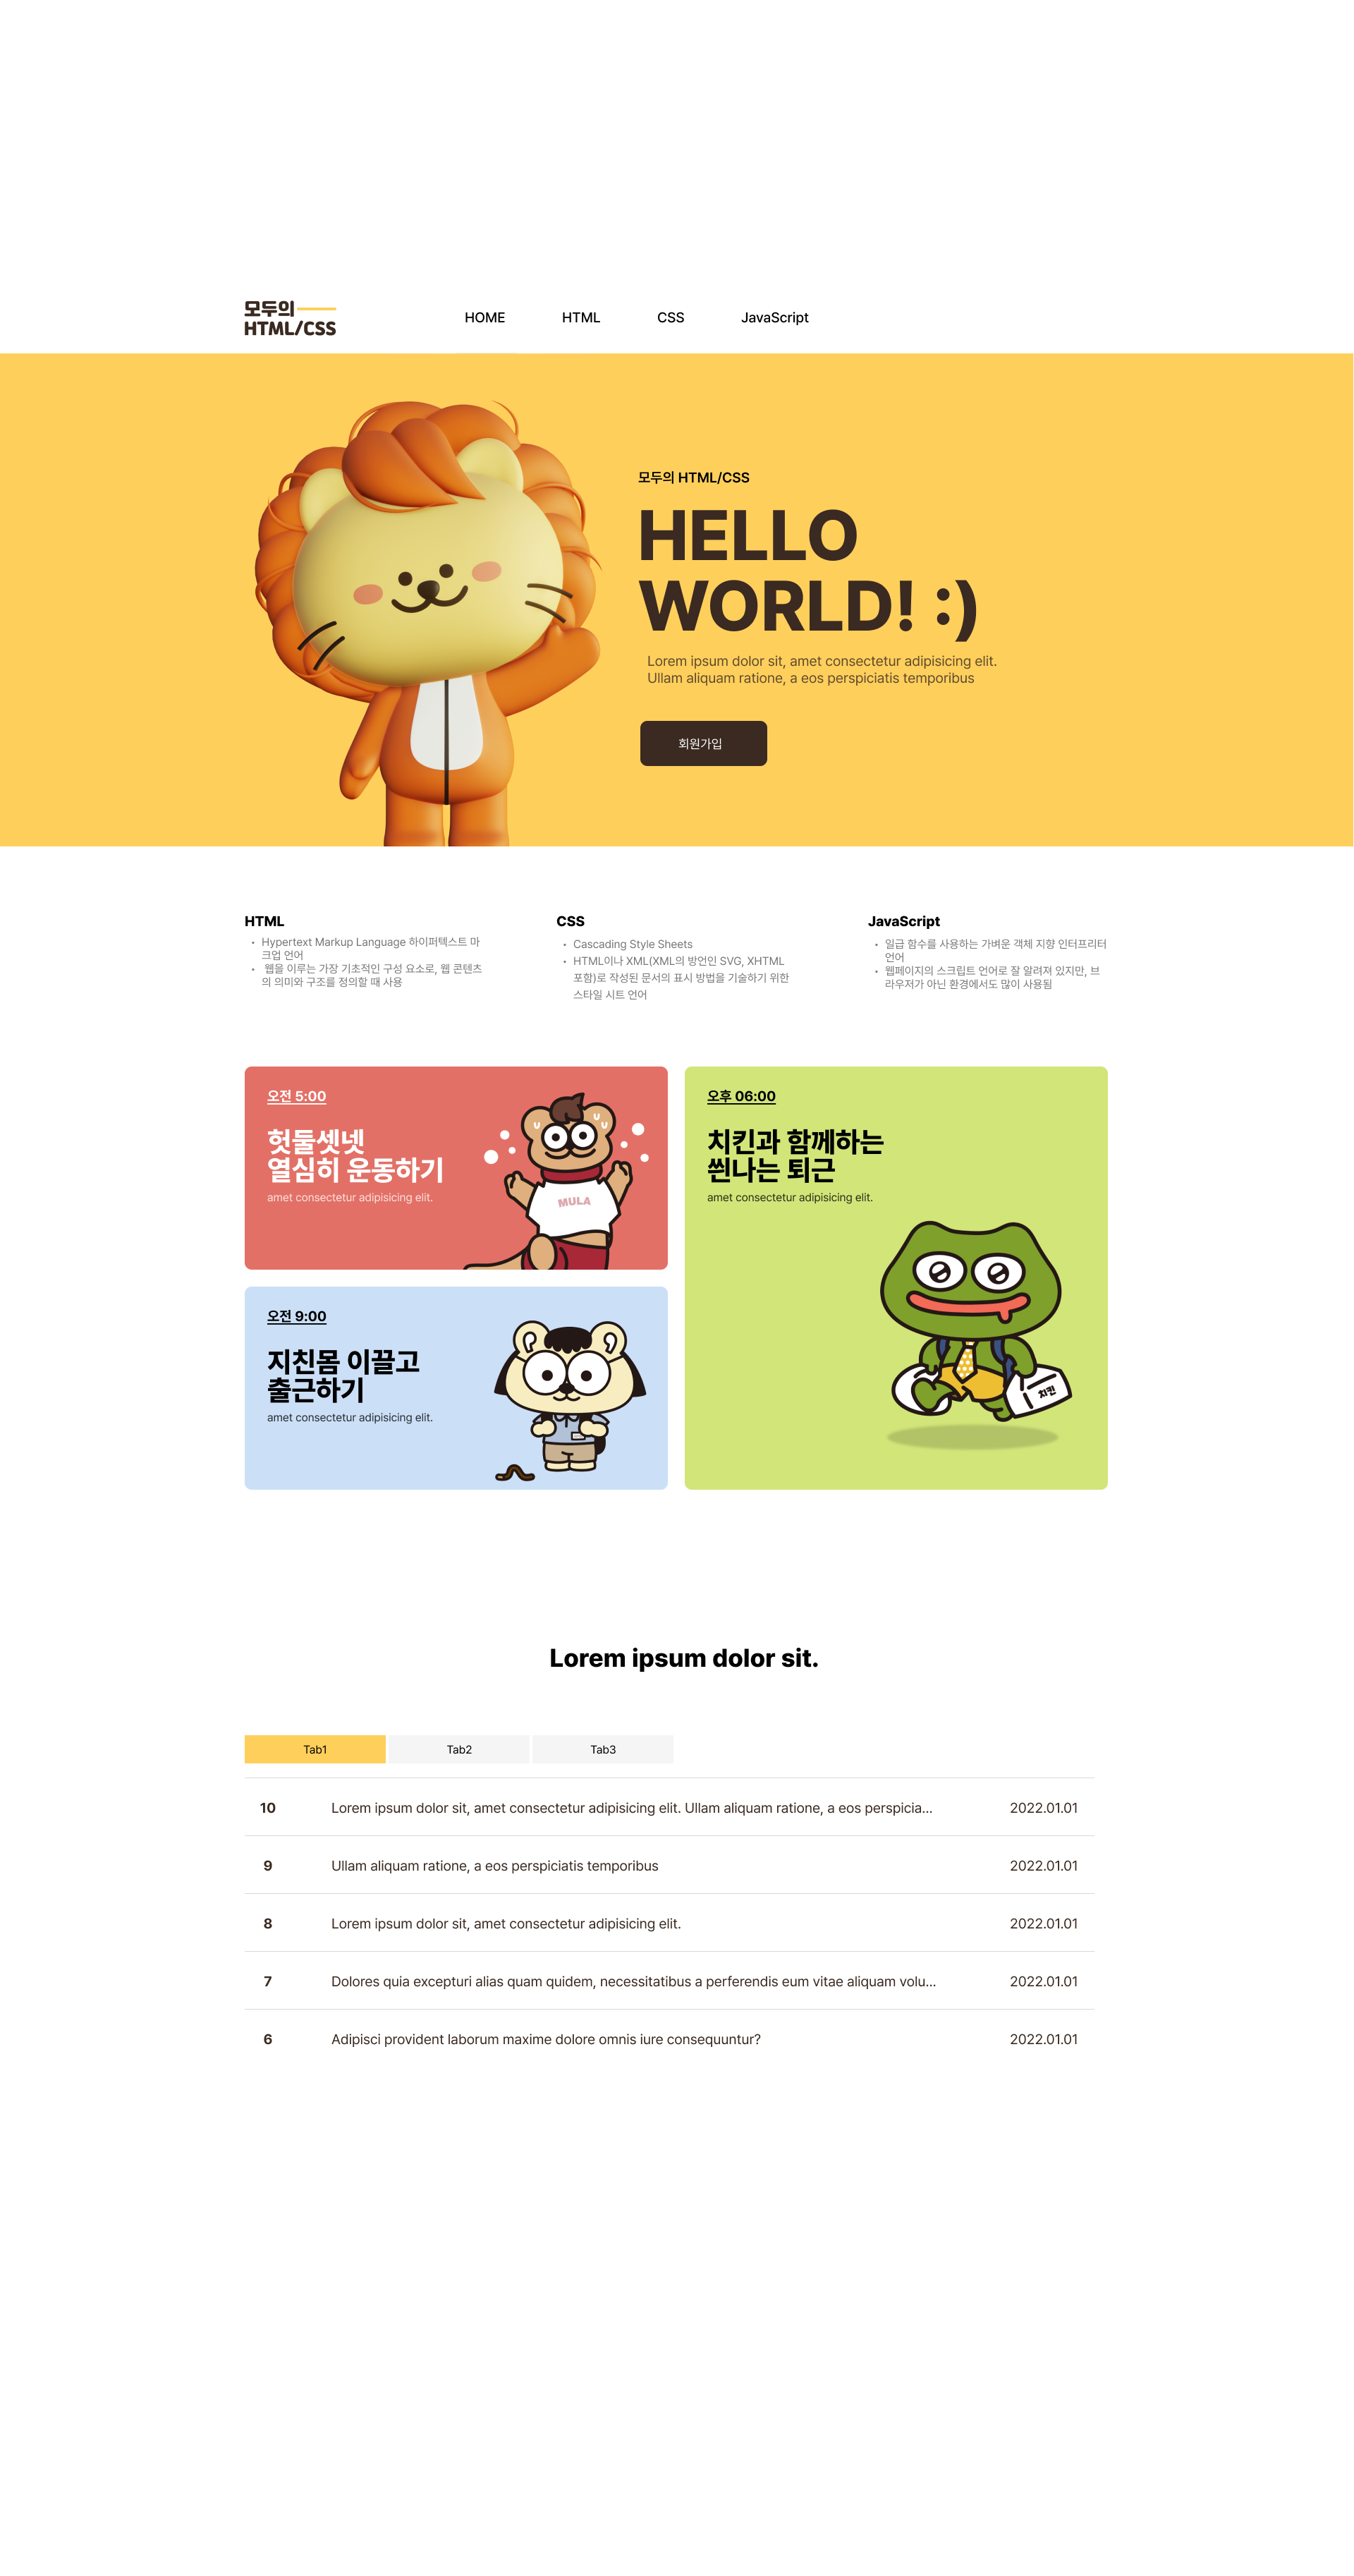 모두의
HTML/CSS
HOME
HTML
CSS
JavaScript
모두의 HTML/CSS
HELLO
WORLD! :)
Lorem ipsum dolor sit, amet consectetur adipisicing elit.
Ullam aliquam ratione, a eos perspiciatis temporibus
회원가입
HTML
• Hypertext Markup Language 하이퍼텍스트 마
크업 언어
• 웹을 이루는 가장 기초적인 구성 요소로, 웹 콘텐츠
의 의미와 구조를 정의할 때 사용
CSS
• Cascading Style Sheets
• HTML이나 XML(XML의 방언인 SVG, XHTML
포함)로 작성된 문서의 표시 방법을 기술하기 위한
스타일 시트 언어
JavaScript
• 일급 함수를 사용하는 가벼운 객체 지향 인터프리터
언어
• 웹페이지의 스크립트 언어로 잘 알려져 있지만, 브
라우저가 아닌 환경에서도 많이 사용됨
오전 5:00
헛둘셋넷
열심히 운동하기
amet consectetur adipisicing elit.
MULA
오전 9:00
지친몸 이끌고
출근하기
amet consectetur adipisicing elit.
오후 06:00
치킨과 함께하는
씐나는 퇴근
amet consectetur adipisicing elit.
치킨
Lorem ipsum dolor sit.
Tab1
Tab2
Tab3
10 Lorem ipsum dolor sit, amet consectetur adipisicing elit. Ullam aliquam ratione, a eos perspicia... 2022.01.01
9 Ullam aliquam ratione, a eos perspiciatis temporibus 2022.01.01
8 Lorem ipsum dolor sit, amet consectetur adipisicing elit. 2022.01.01
7 Dolores quia excepturi alias quam quidem, necessitatibus a perferendis eum vitae aliquam volu... 2022.01.01
6 Adipisci provident laborum maxime dolore omnis iure consequuntur? 2022.01.01